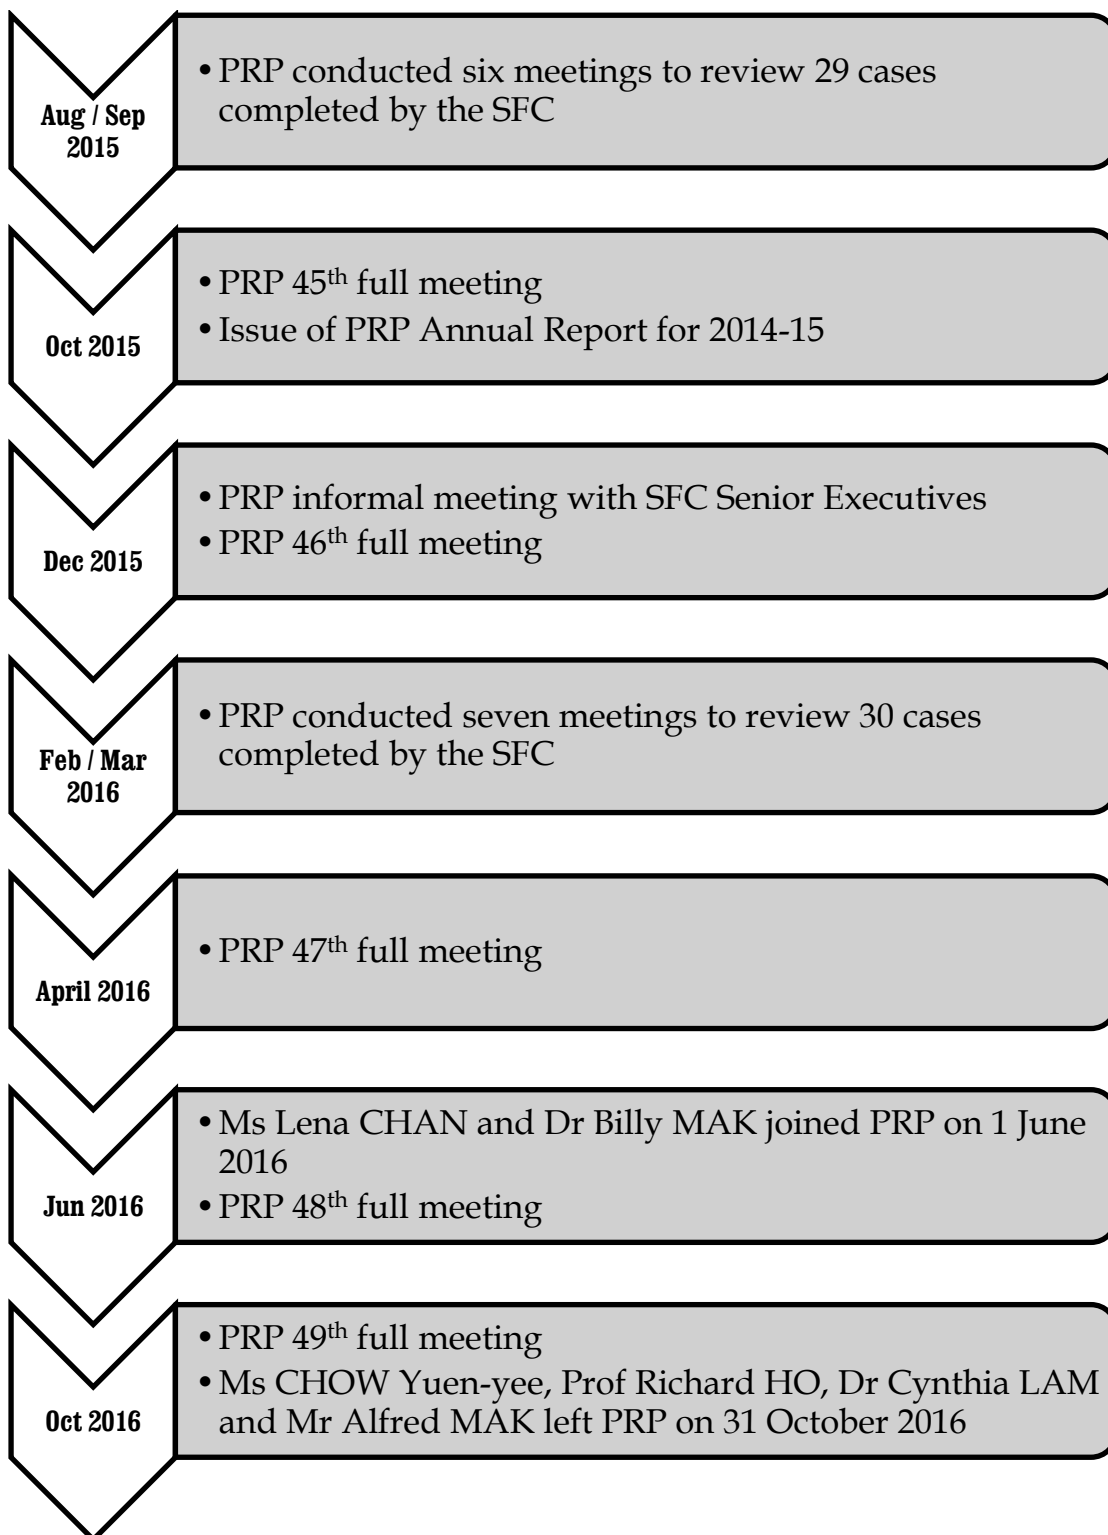 Aug / Sep
2015
• PRP conducted six meetings to review 29 cases
completed by the SFC
Oct 2015
• PRP 45th full meeting
• Issue of PRP Annual Report for 2014-15
Dec 2015
• PRP informal meeting with SFC Senior Executives
• PRP 46th full meeting
Feb / Mar
2016
• PRP conducted seven meetings to review 30 cases
completed by the SFC
April 2016
• PRP 47th full meeting
Jun 2016
• Ms Lena CHAN and Dr Billy MAK joined PRP on 1 June
2016
• PRP 48th full meeting
Oct 2016
• PRP 49th full meeting
• Ms CHOW Yuen-yee, Prof Richard HO, Dr Cynthia LAM
and Mr Alfred MAK left PRP on 31 October 2016